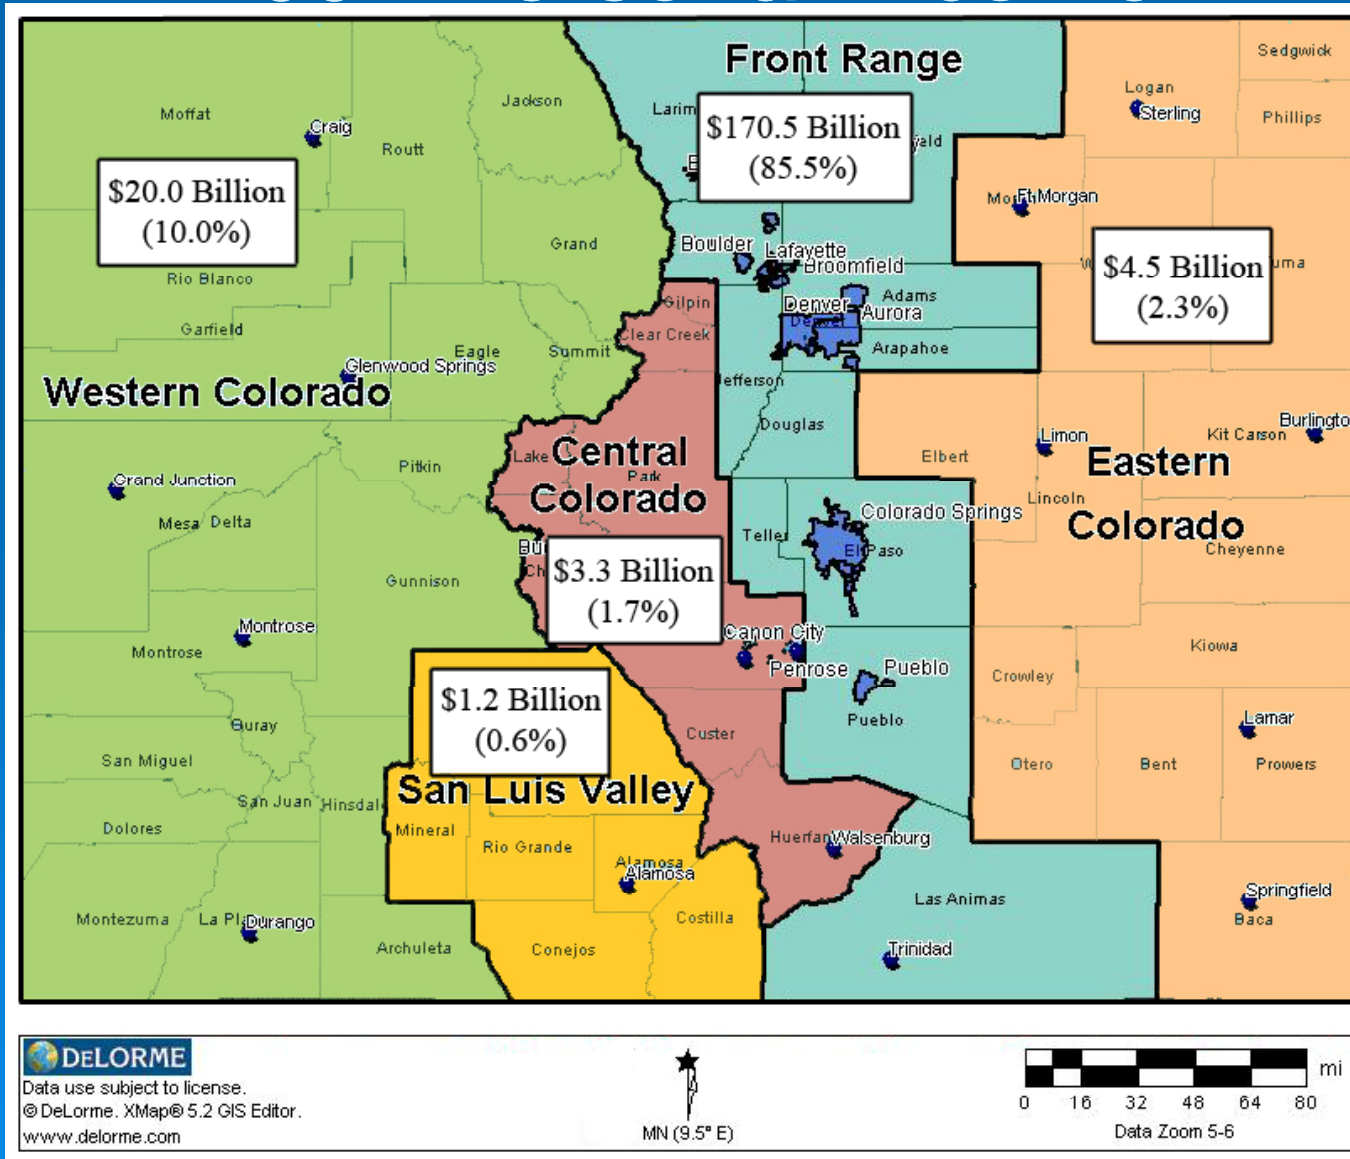 Front Range
Sedgwick
Logan
Sterling
Phillips
Jackson
Moffat
Craig
Routt
$170.5 Billion
(85.5%)
Ft Morgan
$20.0 Billion
(10.0%)
Grand
Boulder
Lafayette
Broomfield
$4.5 Billion
(2.3%)
Rio Blanco
Gilpin
Denver
Adams
Aurora
Denver
Garfield
Clear Creek
Eagle
Summit
Arapahoe
Glenwood Springs
Jefferson
Western Colorado
Douglas
Burlingto
Kit Carson
Limon
Central
Colorado
Lake
Park
Elbert
Eastern
Colorado
Pitkin
Grand Junction
Lincoln
Mesa
Delta
Colorado Springs
Teller
El Paso
Cheyenne
$3.3 Billion
(1.7%)
Gunnison
Montrose
Montrose
Canon City
Kiowa
Penrose
Pueblo
Crowley
$1.2 Billion
(0.6%)
Pueblo
Lamar
Ouray
Custer
San Miguel
Otero
Bent
Prowers
San Luis Valley
San Juan
Hinsdal
Dolores
Mineral
Rio Grande
Huerfan
Walsenburg
Alamosa
Alamosa
Las Animas
Springfield
Baca
Montezuma
La Pl
Durango
Costilla
Archuleta
Conejos
Trinidad
DELORME
Data use subject to license.
© DeLorme. XMap® 5.2 GIS Editor.
www.delorme.com
MN (9.5° E)
mi
0 16 32 48 64 80
Data Zoom 5-6